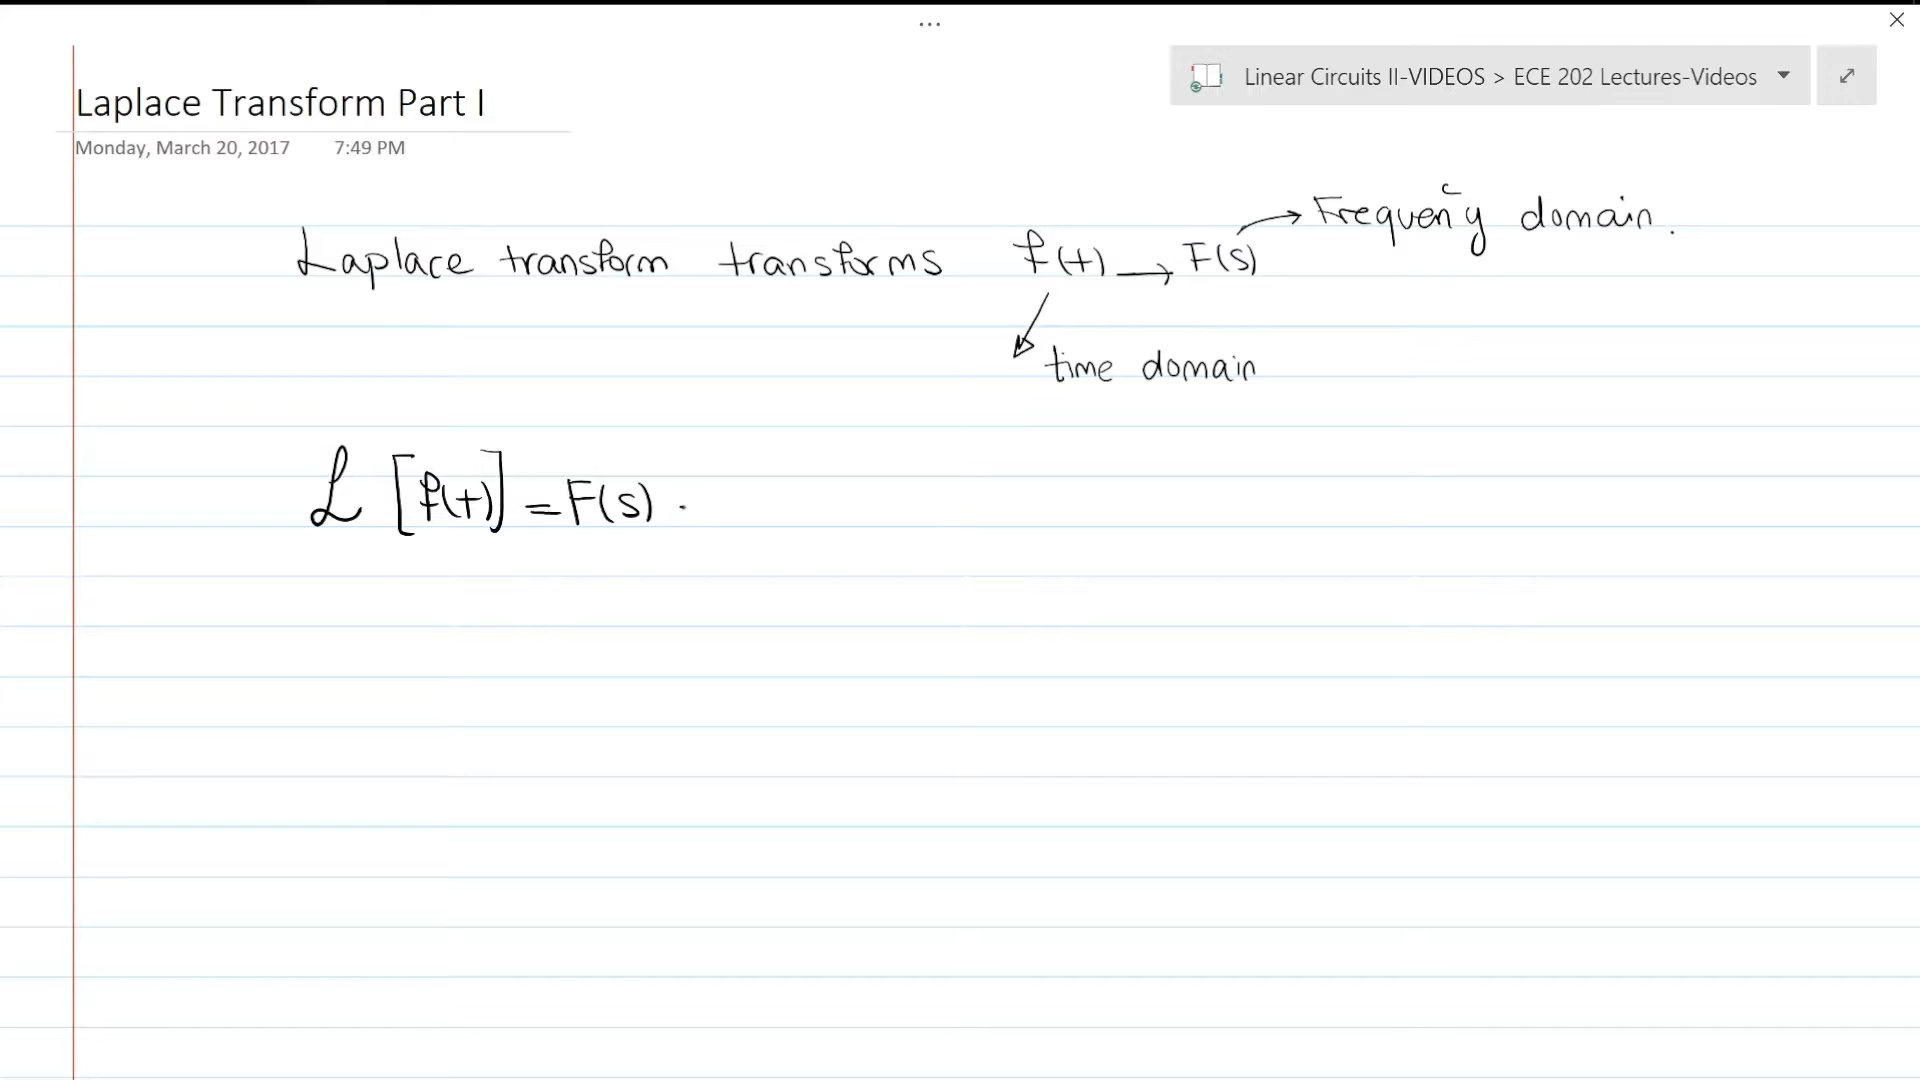 Linear Circuits II-VIDEOS > ECE 202 Lectures-Videos
Laplace Transform Part I
Monday, March 20, 2017 7:49 PM
Laplace transform transforms f(t) → F(s) → Frequency domain.
time domain
ℒ [f(t)] = F(s).